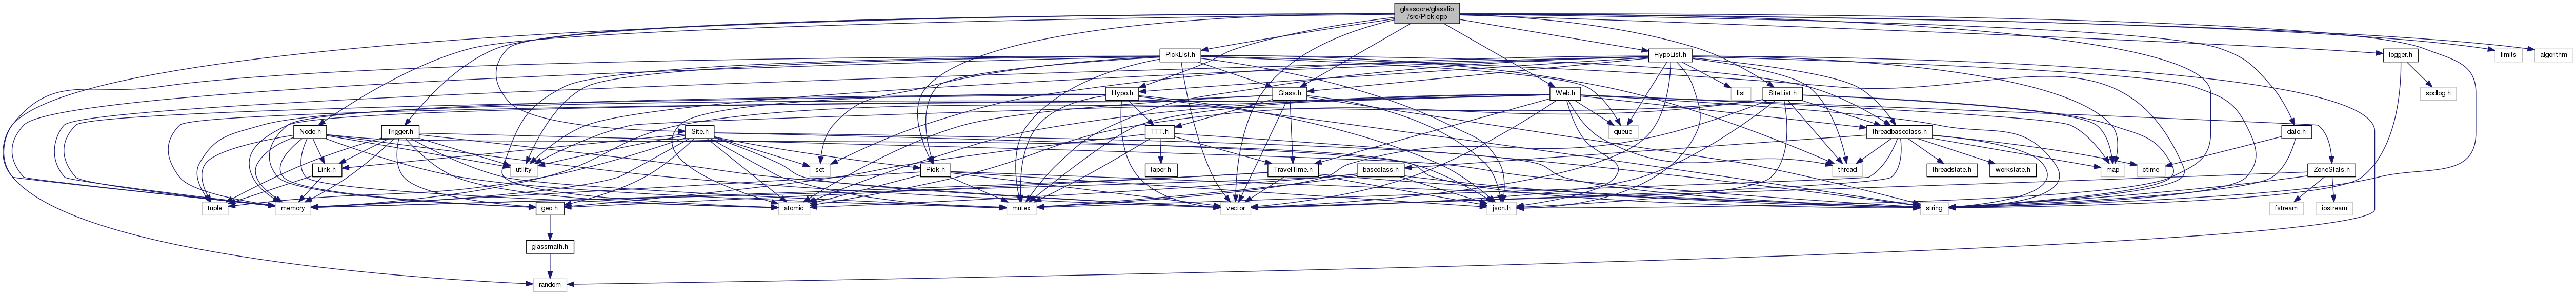 glasscore/glasslib
/src/Pick.cpp
PickList.h
HypoList.h
logger.h
limits
algorithm
Hypo.h
Glass.h
Web.h
list
SiteList.h
spdlog.h
Node.h
Trigger.h
Site.h
TTT.h
queue
threadbaseclass.h
date.h
Link.h
utility
set
Pick.h
taper.h
TravelTime.h
baseclass.h
thread
threadstate.h
workstate.h
map
ctime
ZoneStats.h
tuple
memory
geo.h
atomic
mutex
vector
json.h
string
fstream
iostream
glassmath.h
random